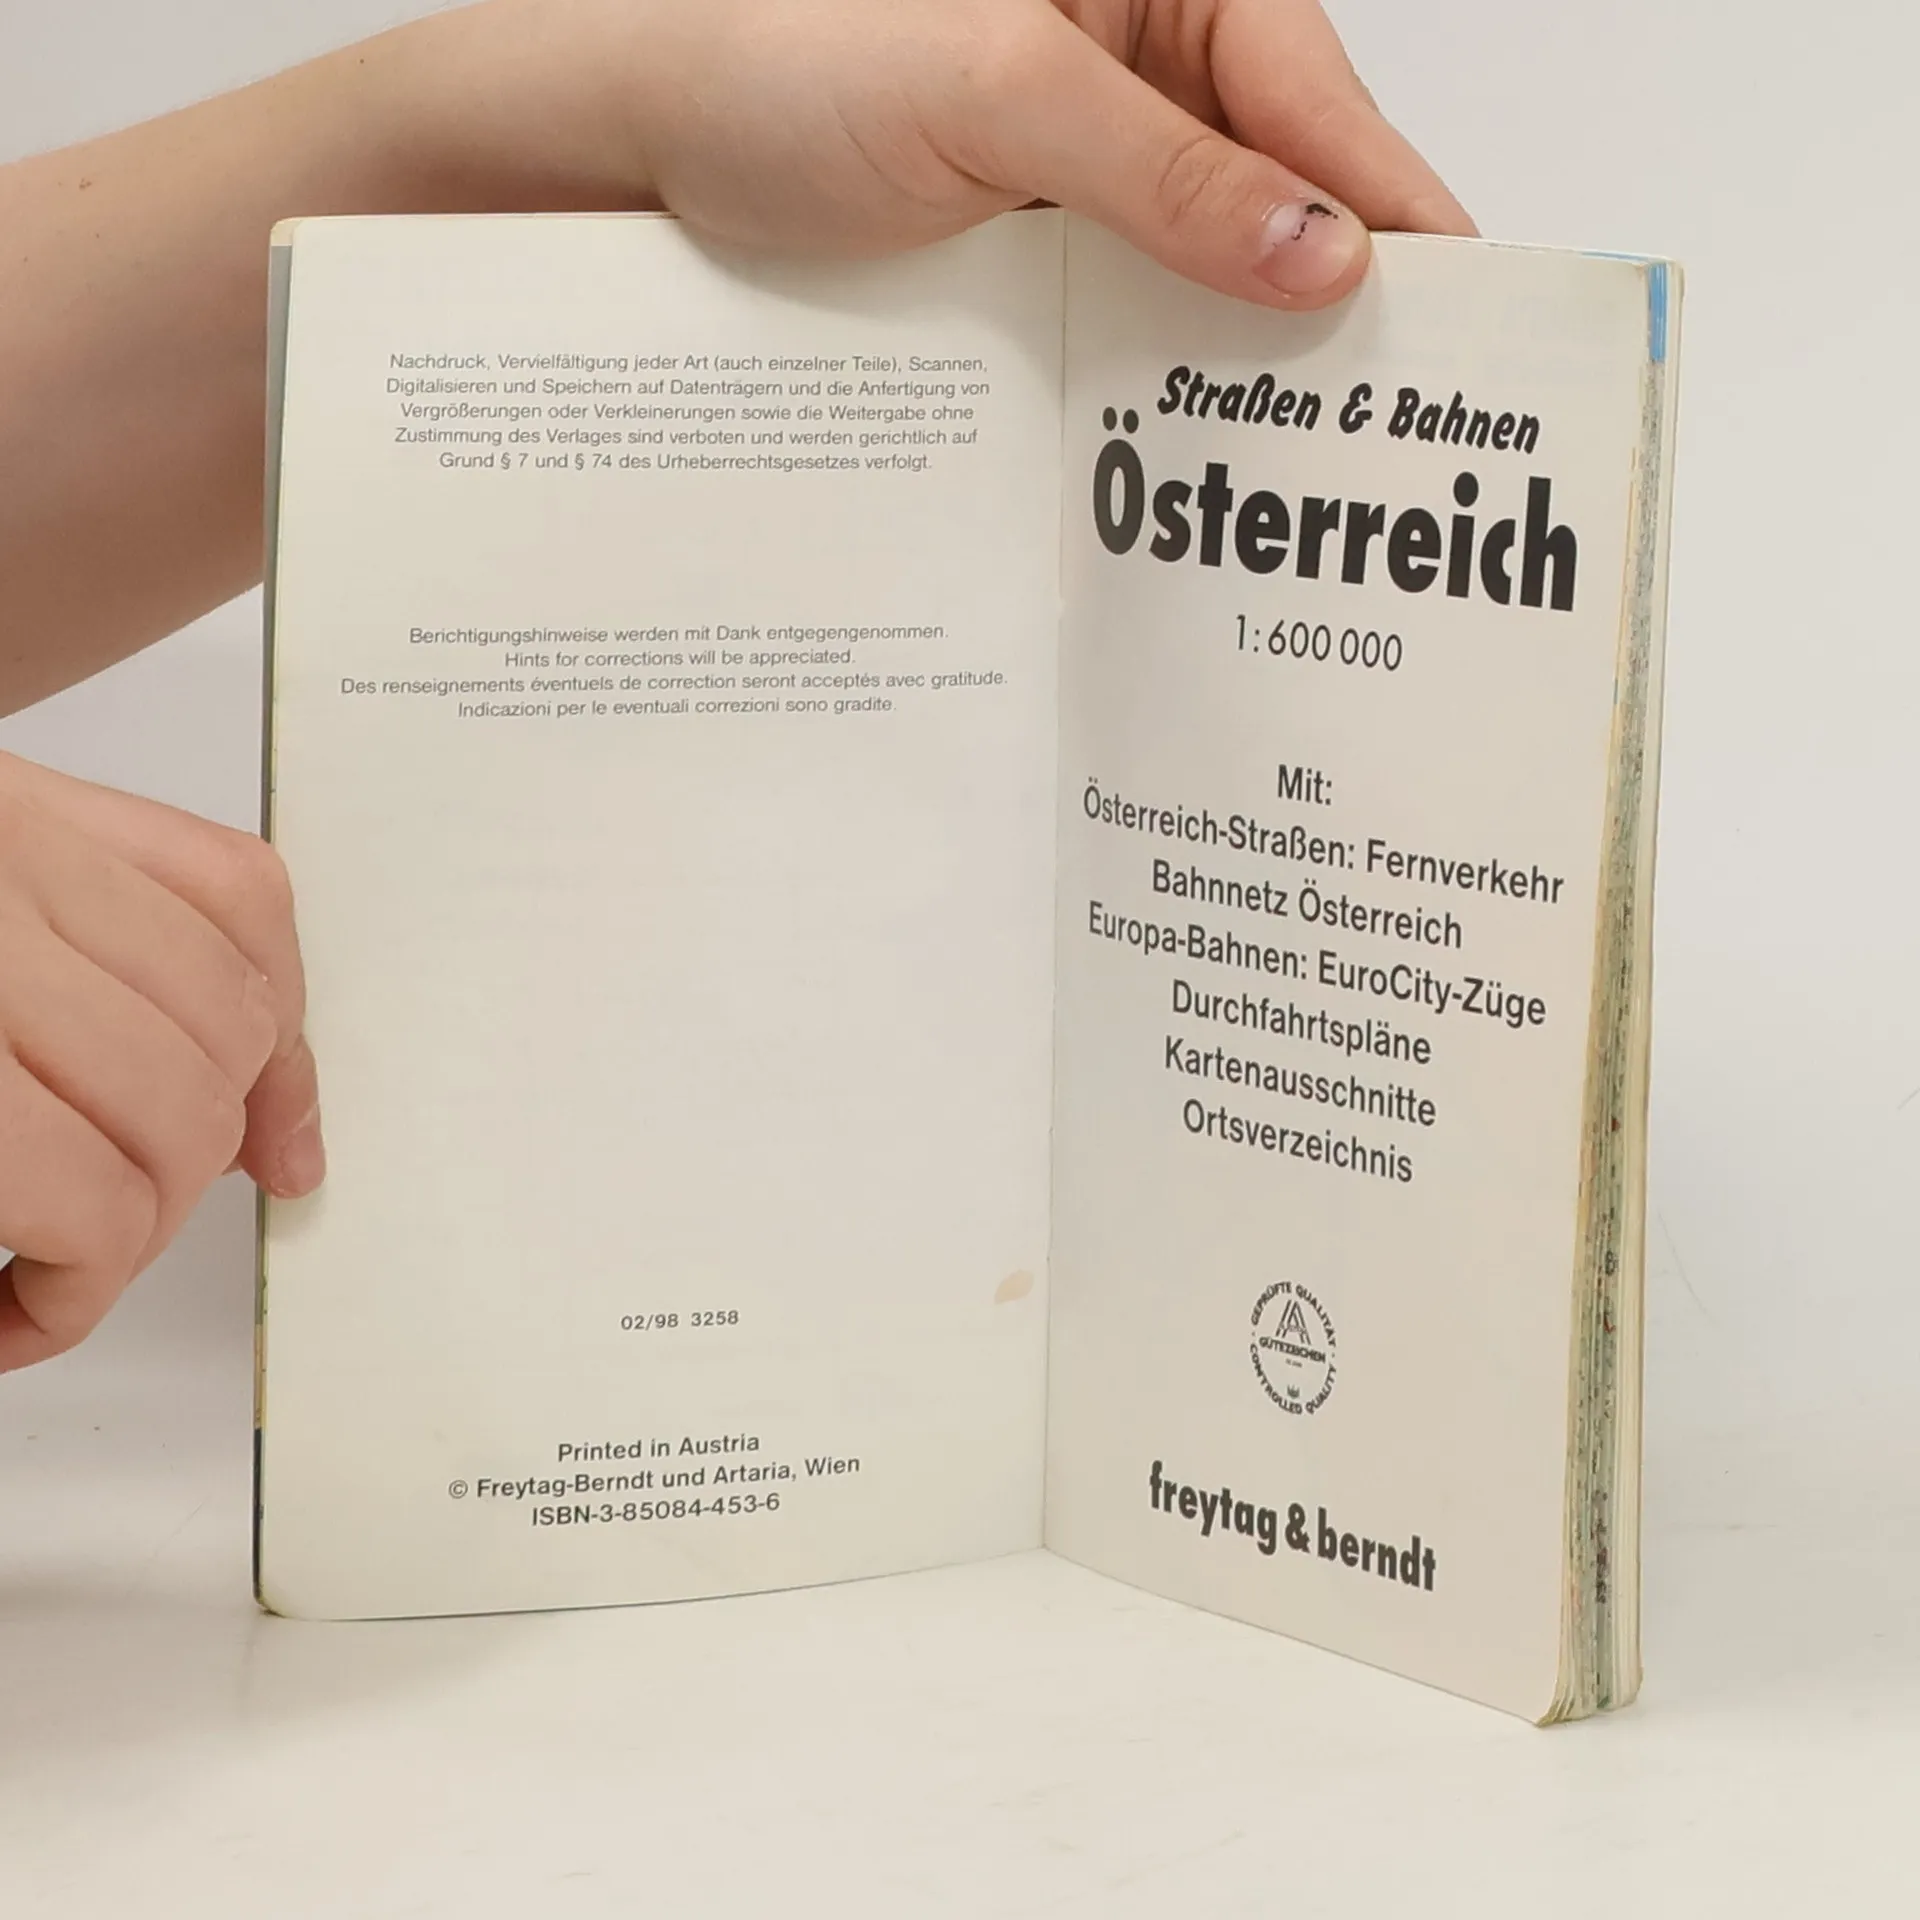 Nachdruck, Vervielfältigung jeder Art (auch einzelner Teile), Scannen,
Digitalisieren und Speichern auf Datenträgern und die Anfertigung von
Vergrößerungen oder Verkleinerungen sowie die Weitergabe ohne
Zustimmung des Verlages sind verboten und werden gerichtlich auf
Grund § 7 und § 74 des Urheberrechtsgesetzes verfolgt.
Berichtigungshinweise werden mit Dank entgegengenommen.
Hints for corrections will be appreciated.
Des renseignements éventuels de correction seront acceptés avec gratitude.
Indicazioni per le eventuali correzioni sono gradite.
02/98 3258
Printed in Austria
© Freytag-Berndt und Artaria, Wien
ISBN-3-85084-453-6
Straßen & Bahnen
Österreich
1:600 000
Mit:
Österreich-Straßen: Fernverkehr
Bahnnetz Österreich
Europa-Bahnen: EuroCity-Züge
Durchfahrtspläne
Kartenausschnitte
Ortsverzeichnis
GEPRÜFTE QUALITÄT
GÜTEZEICHEN
CONTROLLED QUALITY
freytag & berndt